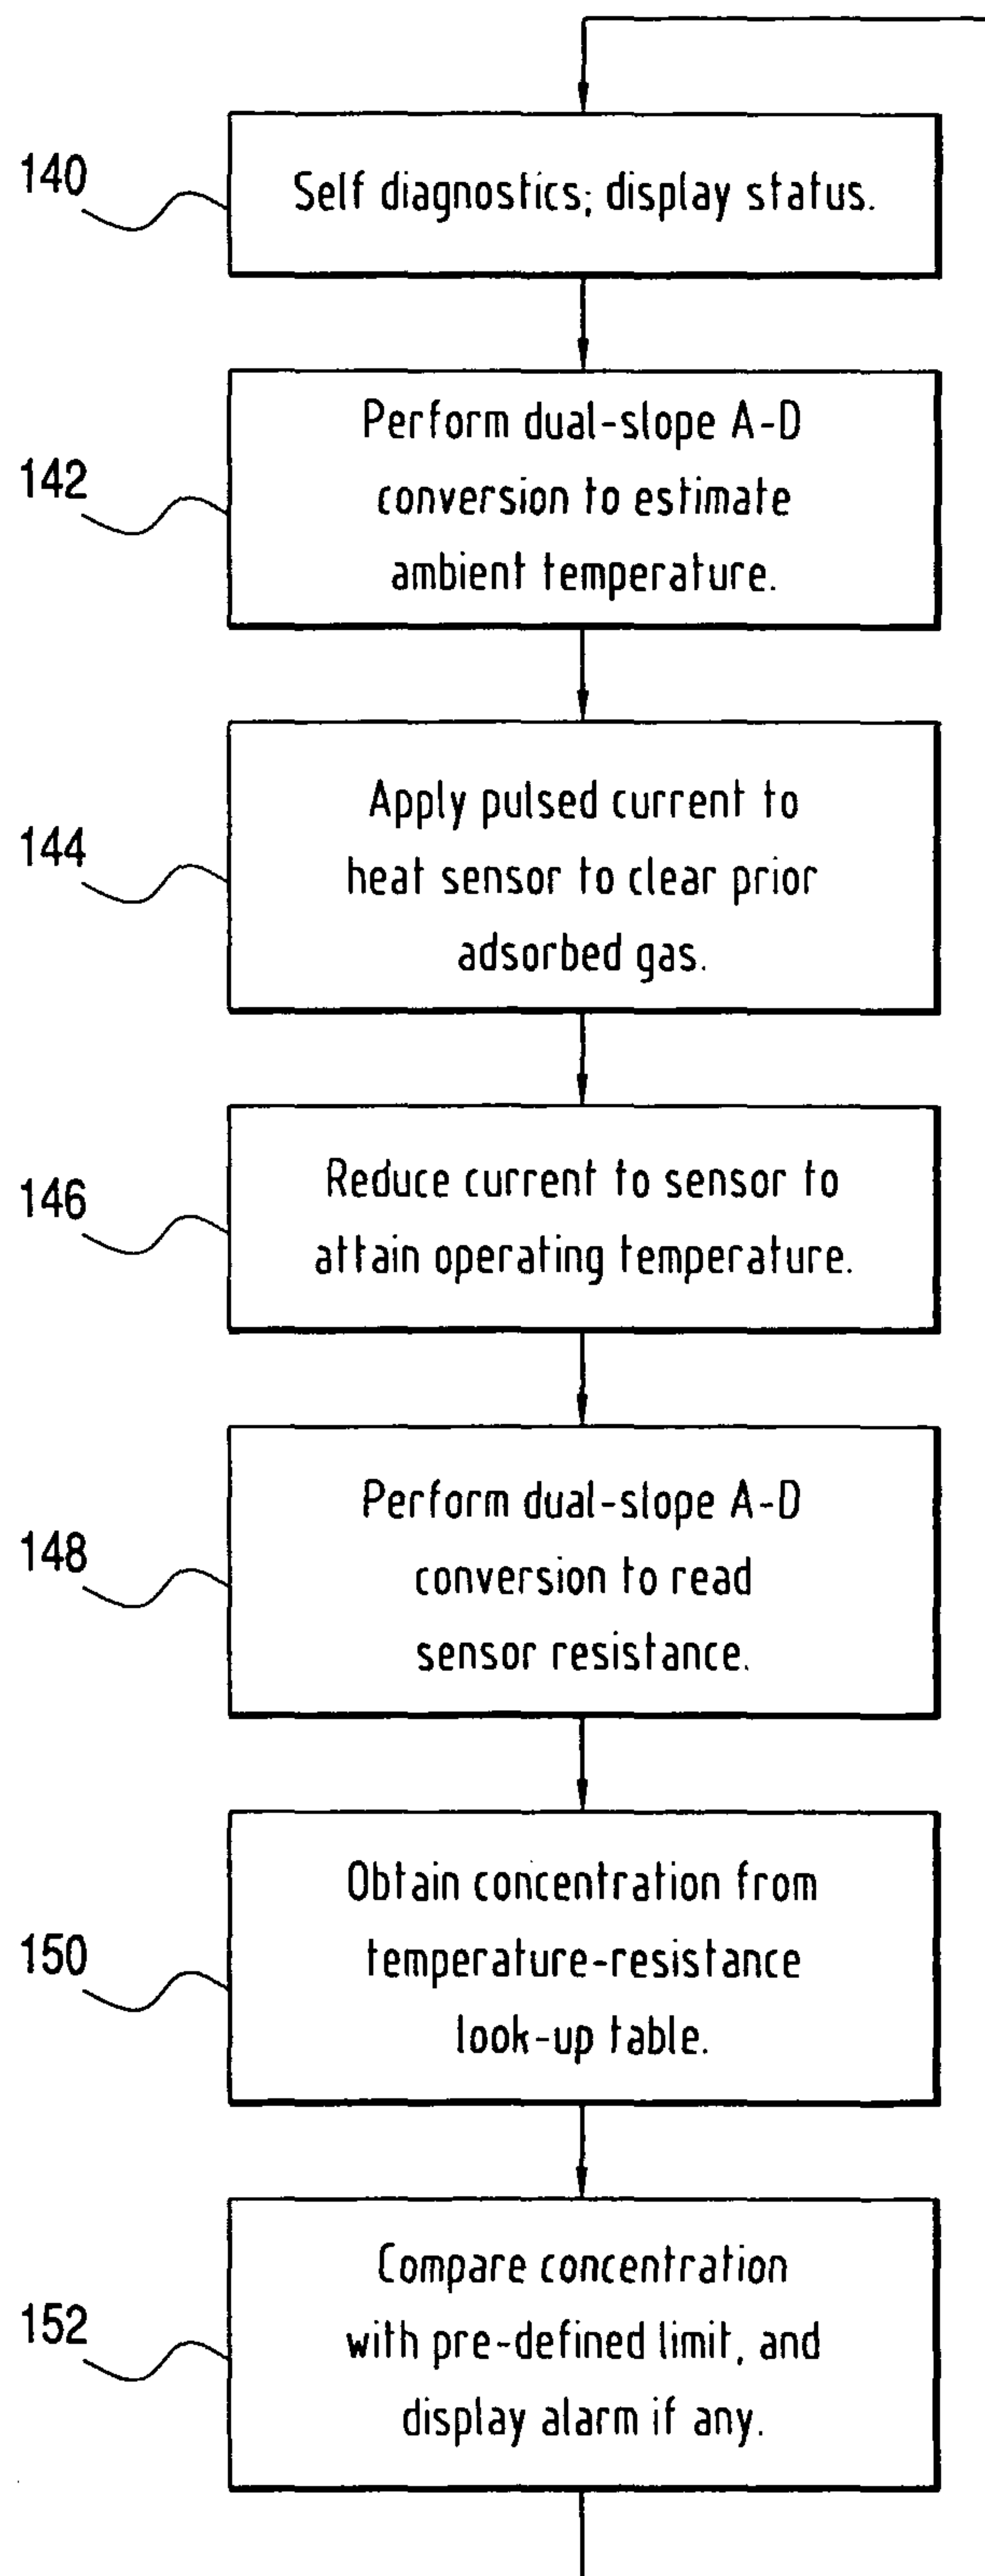 140
Self diagnostics; display status.
142
Perform dual-slope A-D
conversion to estimate
ambient temperature.
144
Apply pulsed current to
heat sensor to clear prior
adsorbed gas.
146
Reduce current to sensor to
attain operating temperature.
148
Perform dual-slope A-D
conversion to read
sensor resistance.
150
Obtain concentration from
temperature-resistance
look-up table.
152
Compare concentration
with pre-defined limit, and
display alarm if any.